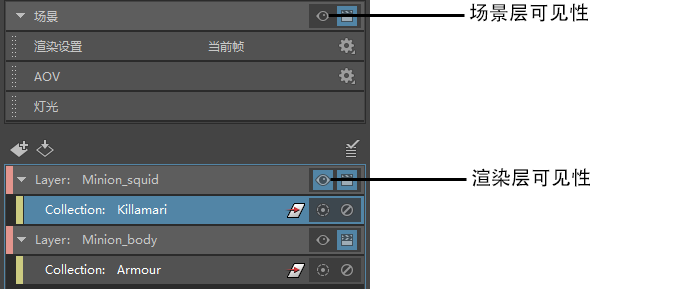 场景
场景层可见性
渲染设置 当前帧
AOV
灯光
Layer: Minion_squid
渲染层可见性
Collection: Killamari
Layer: Minion_body
Collection: Armour